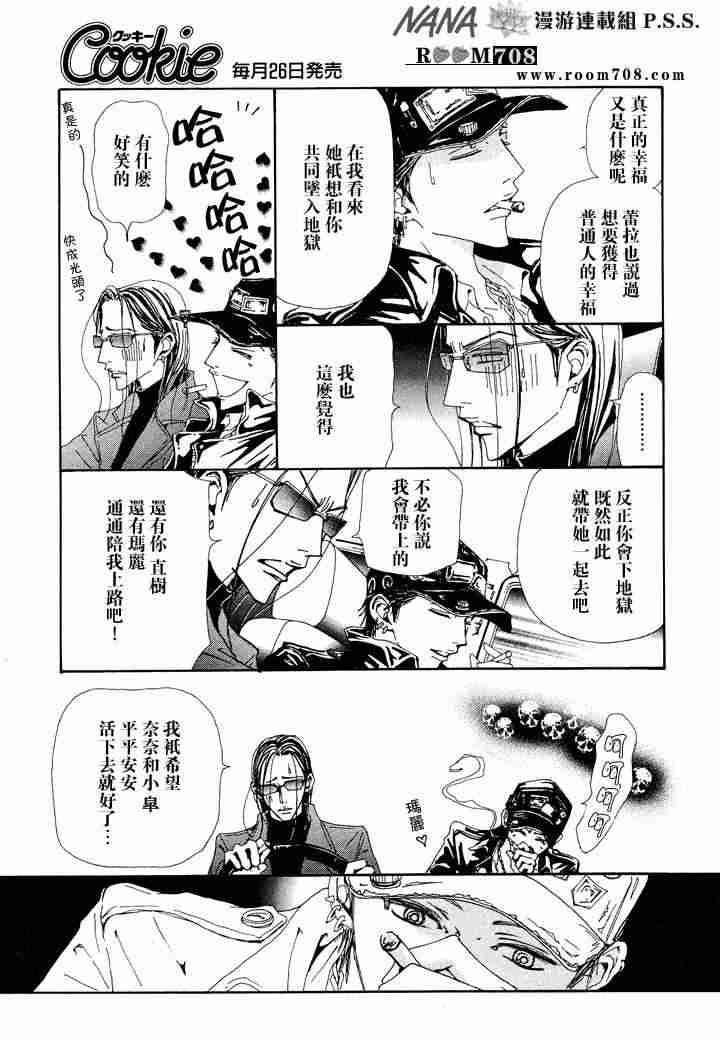 クッキー
Cookie
毎月26日発売
NANA
漫游連載組 P.S.S.
ROOM708
www.room708.com
真正的幸福
又是什麼呢
蕾拉也說過
想要獲得
普通人的幸福
在我看來
她祇想和你
共同墜入地獄
哈哈哈哈哈
有什麼
好笑的
真是的
快成光頭了
………
我也
這麼覺得
反正你會下地獄
既然如此
就帶她一起去吧
不必你說
我會帶上的
還有你 直樹
還有瑪麗
通通陪我上路吧！
呵呵呵呵
瑪麗
我祇希望
奈奈和小皐
平平安安
活下去就好了…